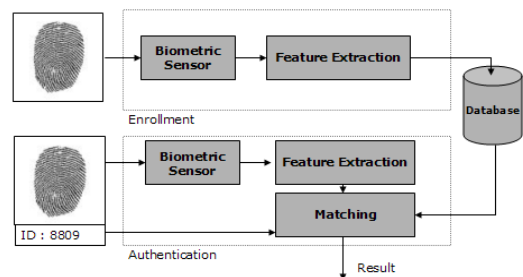 Biometric
Sensor
Feature Extraction
Database
Enrollment
Biometric
Sensor
Feature Extraction
Matching
ID : 8809
Authentication
Result